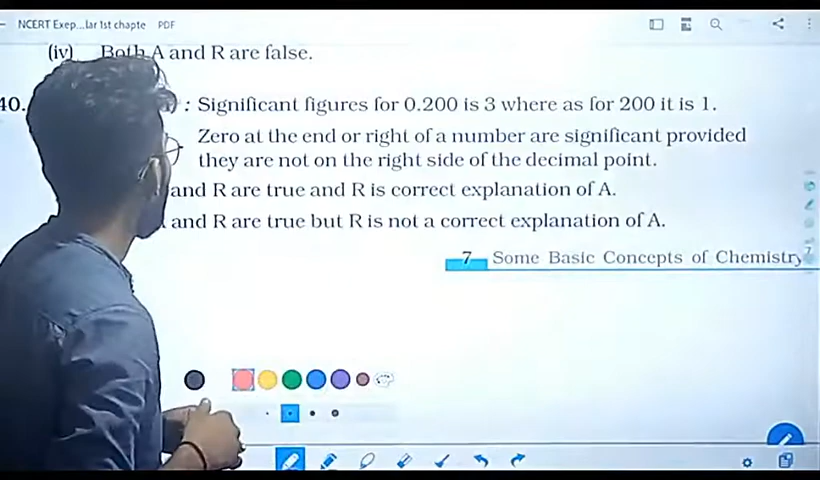 NCERT Exep...lar 1st chapte PDF
(iv) Both A and R are false.
40. : Significant figures for 0.200 is 3 where as for 200 it is 1.
Zero at the end or right of a number are significant provided
they are not on the right side of the decimal point.
and R are true and R is correct explanation of A.
and R are true but R is not a correct explanation of A.
7 Some Basic Concepts of Chemistry
7